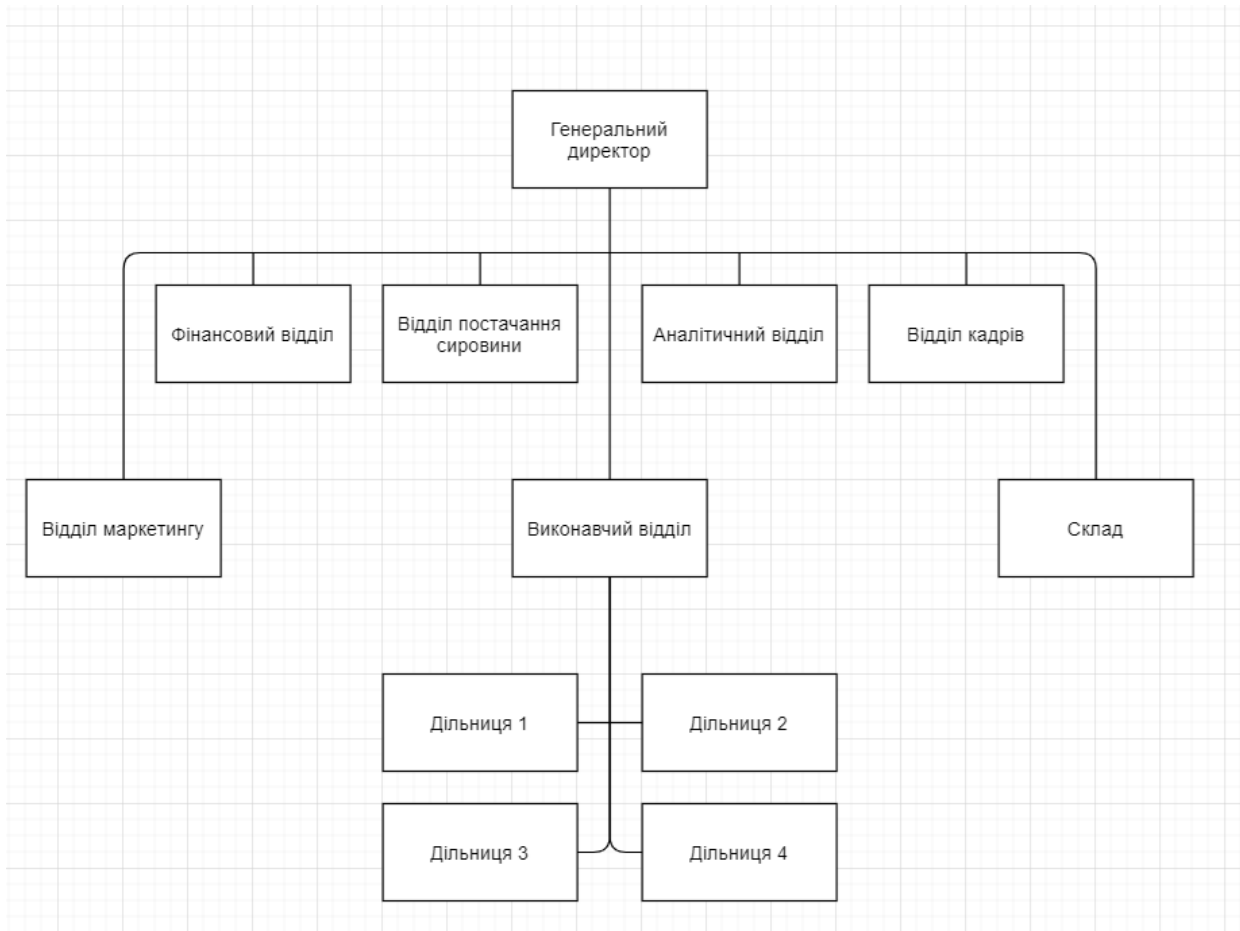 Генеральний
директор
Фінансовий відділ
Відділ постачання
сировини
Аналітичний відділ
Відділ кадрів
Відділ маркетингу
Виконавчий відділ
Склад
Дільниця 1
Дільниця 2
Дільниця 3
Дільниця 4